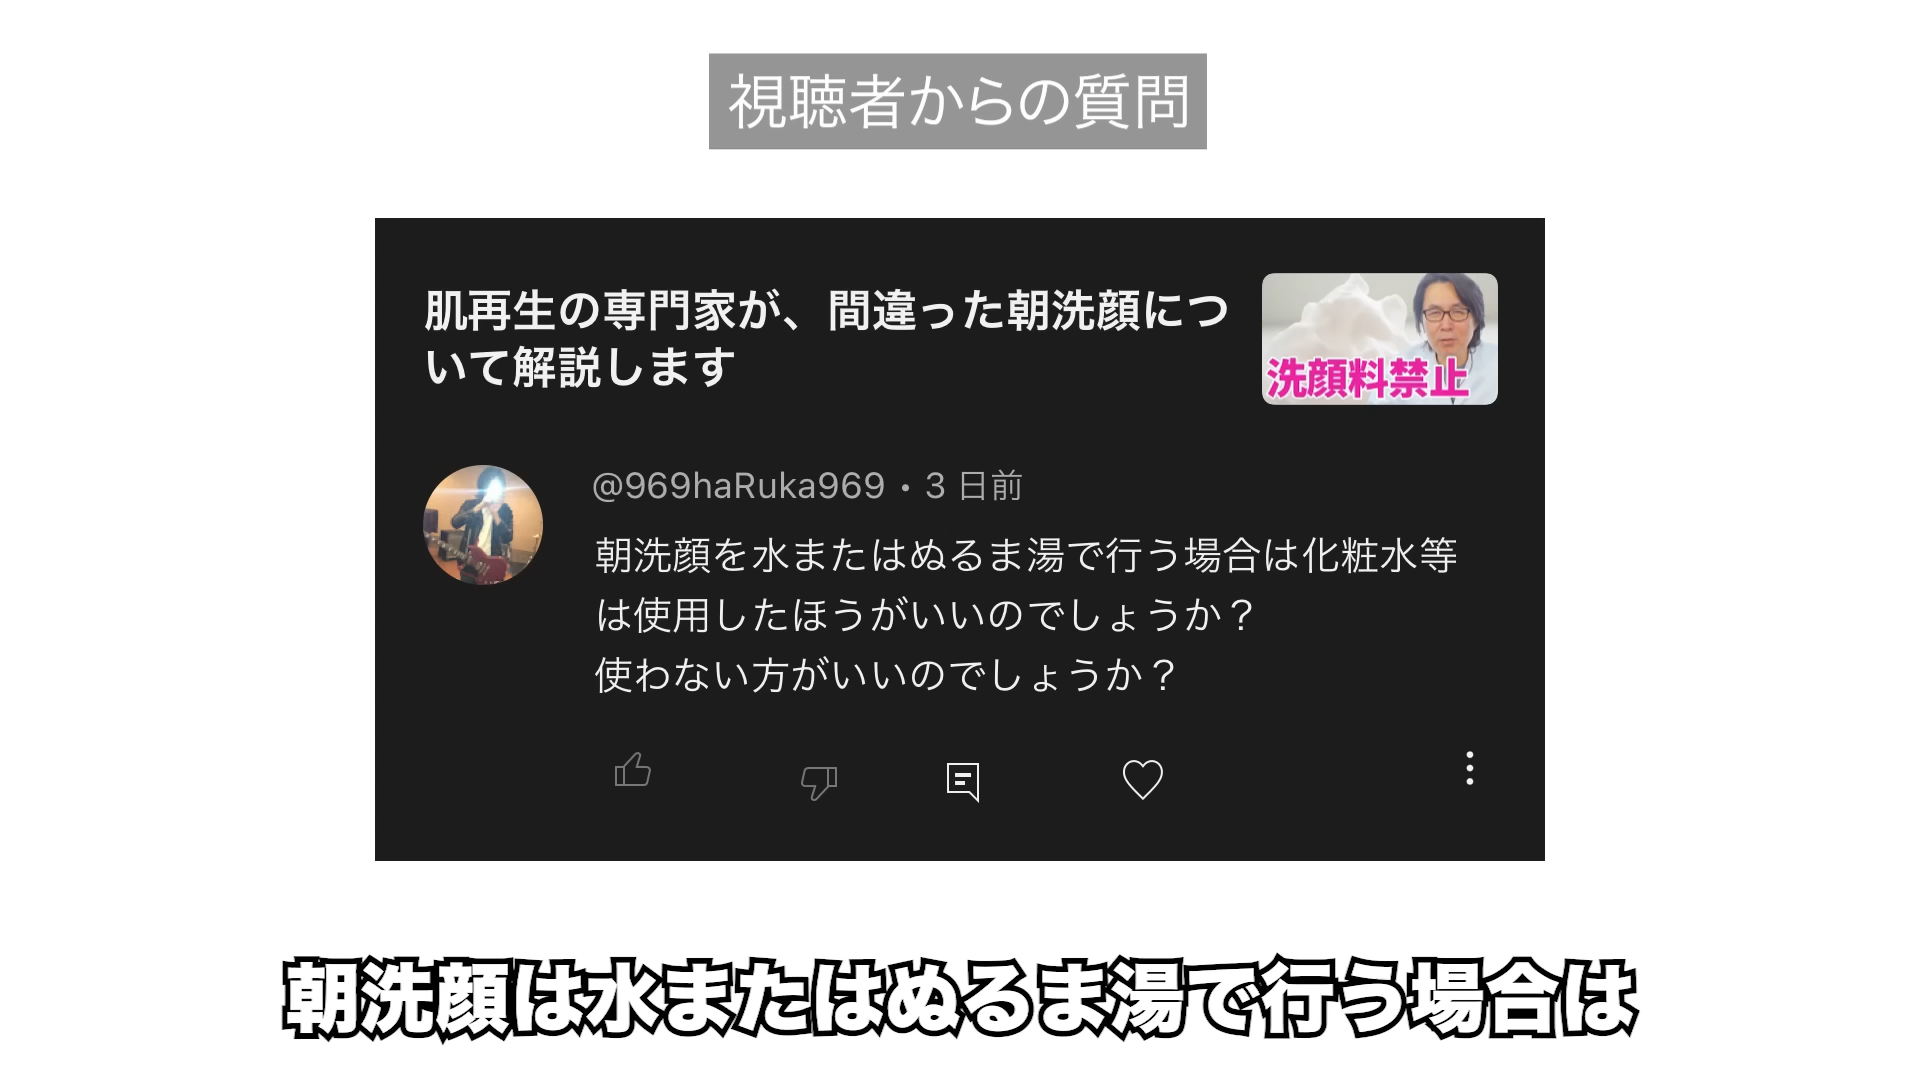 視聴者からの質問
肌再生の専門家が、間違った朝洗顔につ
いて解説します
洗顔料禁止
@969haRuka969・3 日前
朝洗顔を水またはぬるま湯で行う場合は化粧水等
は使用したほうがいいのでしょうか？
使わない方がいいのでしょうか？
朝洗顔は水またはぬるま湯で行う場合は